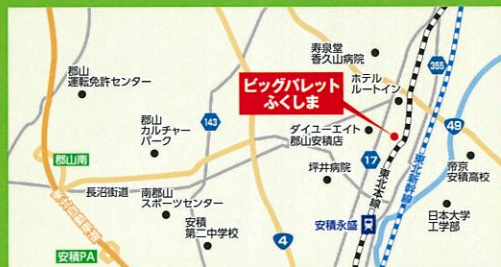 寿泉堂
香久山病院
355
郡山
運転免許センター
ビッグパレット
ふくしま
ホテル
ルートイン
143
49
郡山
カルチャー
パーク
ダイユーエイト
郡山安積店
郡山南
17
東北本線
東北新幹線
帝京
安積高校
坪井病院
長沼街道
南郡山
スポーツセンター
日本大学
工学部
安積
第二中学校
安積永盛
4
東北自動車道
安積PA